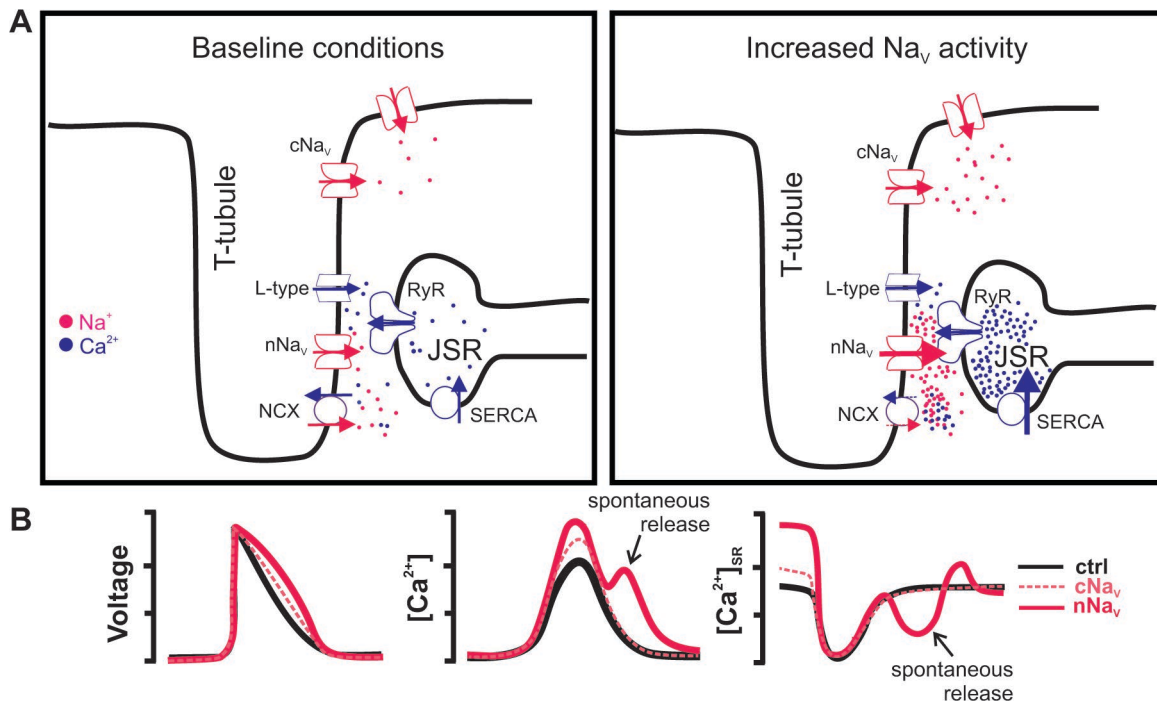 A
Baseline conditions
cNaᵥ
T-tubule
L-type
RyR
Na⁺
Ca²⁺
nNaᵥ
JSR
NCX
SERCA
Increased Naᵥ activity
cNaᵥ
T-tubule
L-type
RyR
nNaᵥ
JSR
NCX
SERCA
B
Voltage
[Ca²⁺]
spontaneous
release
[Ca²⁺]SR
spontaneous
release
ctrl
cNaᵥ
nNaᵥ